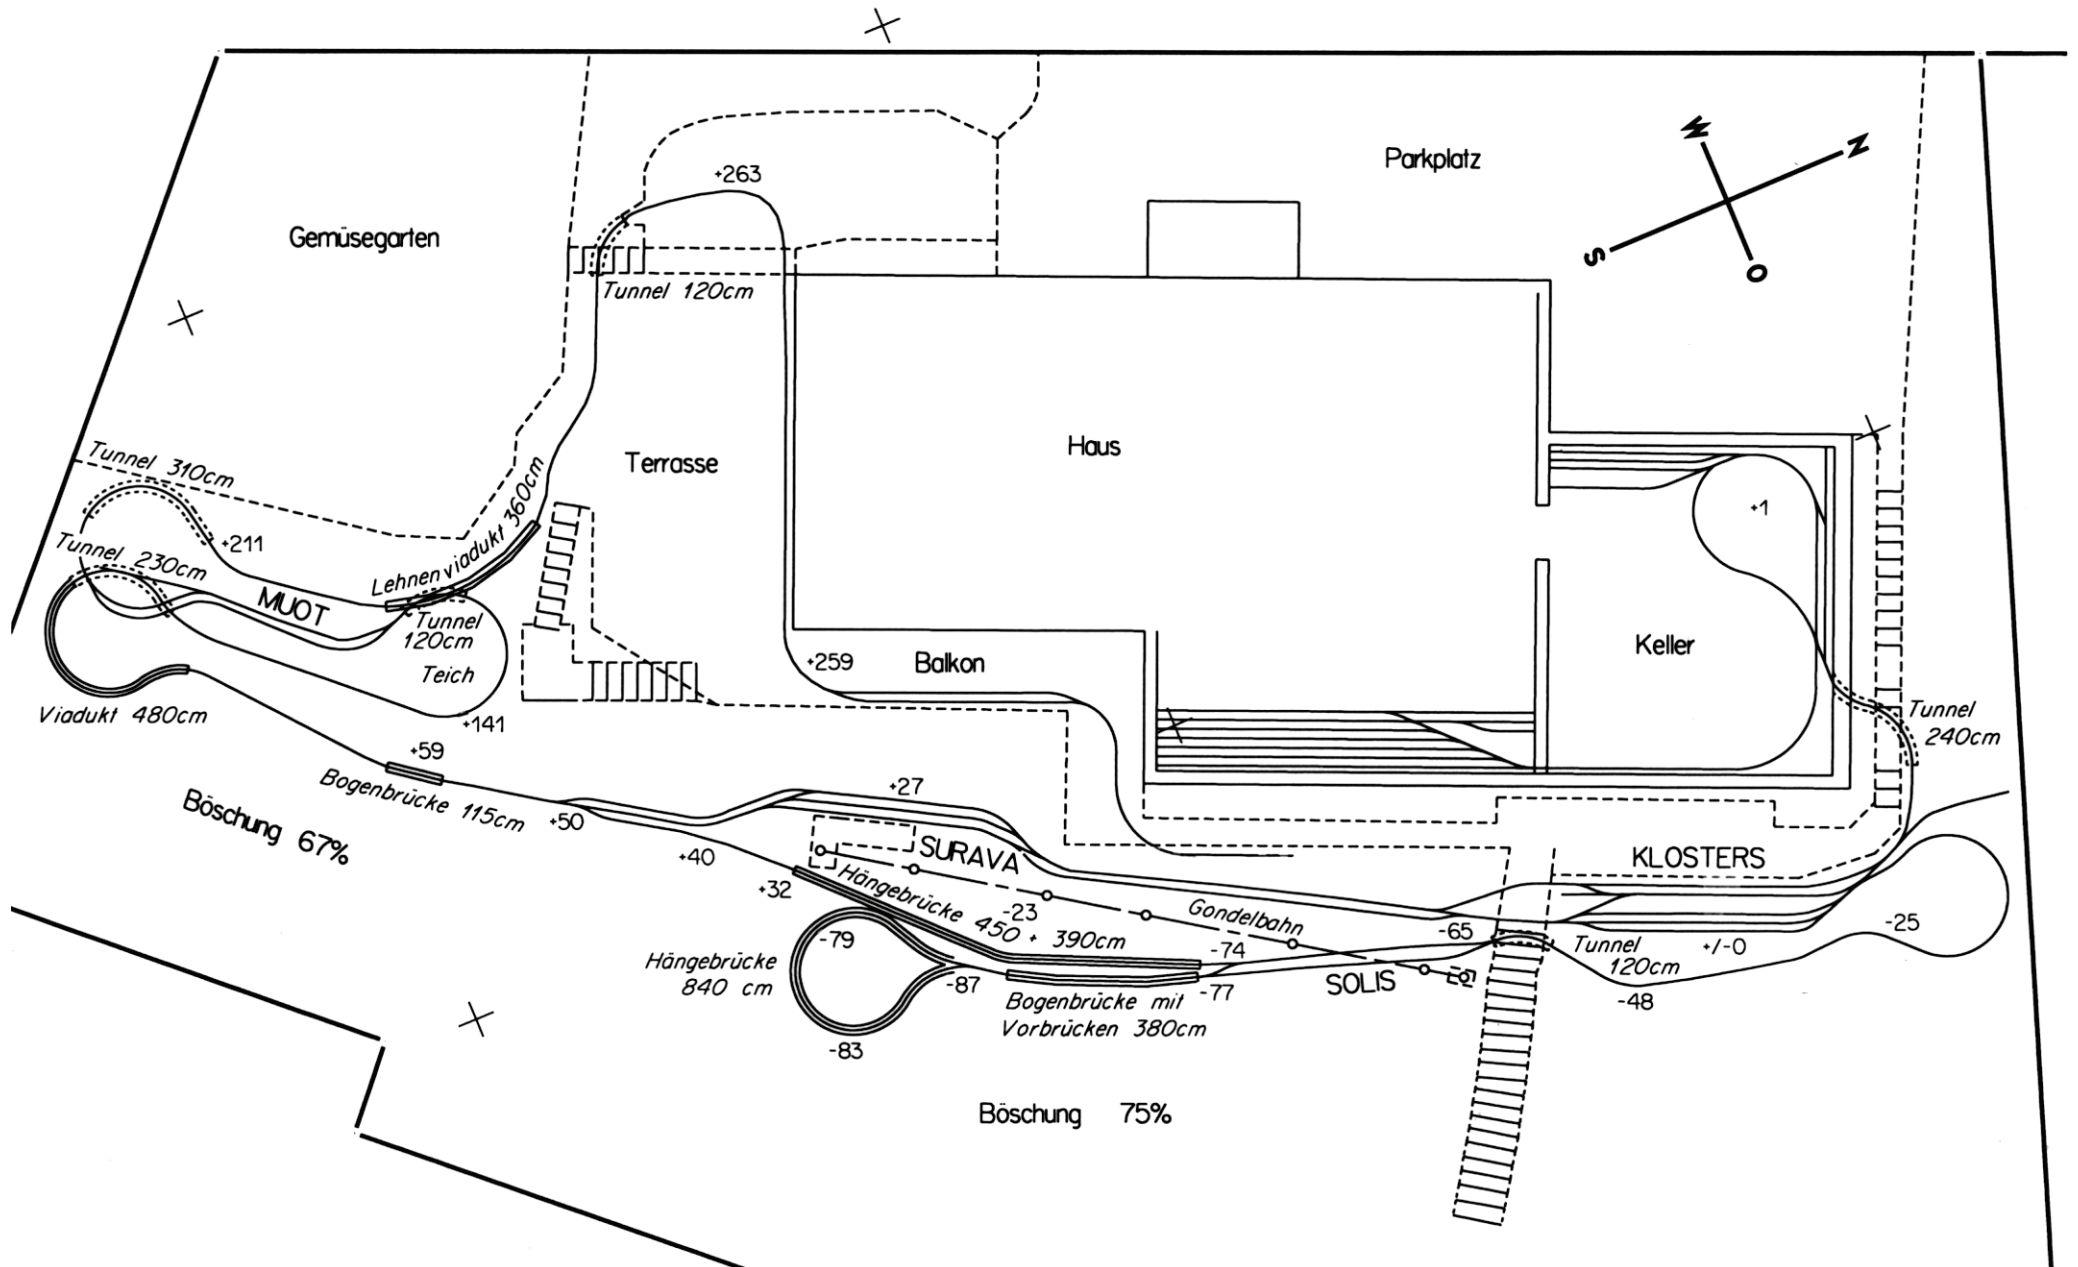 W
N
S
O
Parkplatz
+263
Gemüsegarten
Tunnel 120cm
Haus
Terrasse
Tunnel 310cm
+211
Tunnel 230cm
MUOT
Lehnenviadukt 360cm
Tunnel
120cm
Teich
+141
Viadukt 480cm
+59
Bogenbrücke 115cm
+50
Böschung 67%
+259
Balkon
+1
Keller
Tunnel
240cm
+27
+40
+32
SURAVA
KLOSTERS
Hängebrücke 450 + 390cm
-23
Gondelbahn
-79
-74
-65
Tunnel
120cm
+/-0
-25
Hängebrücke
840 cm
-87
Bogenbrücke mit
Vorbrücken 380cm
-77
SOLIS
-48
-83
Böschung 75%